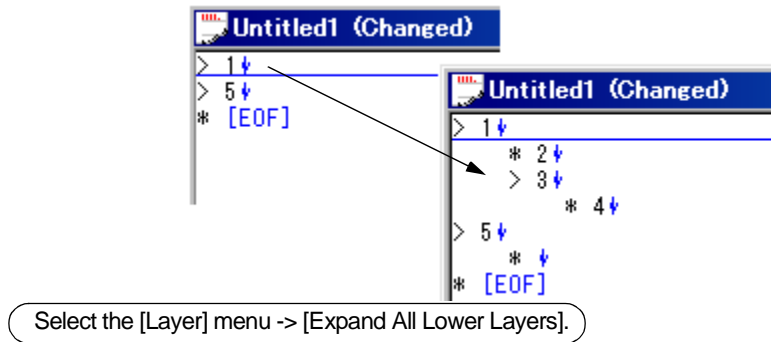 Untitled1 (Changed)
> 1
> 5
* [EOF]
Untitled1 (Changed)
> 1
* 2
> 3
* 4
> 5
*
* [EOF]
Select the [Layer] menu -> [Expand All Lower Layers].